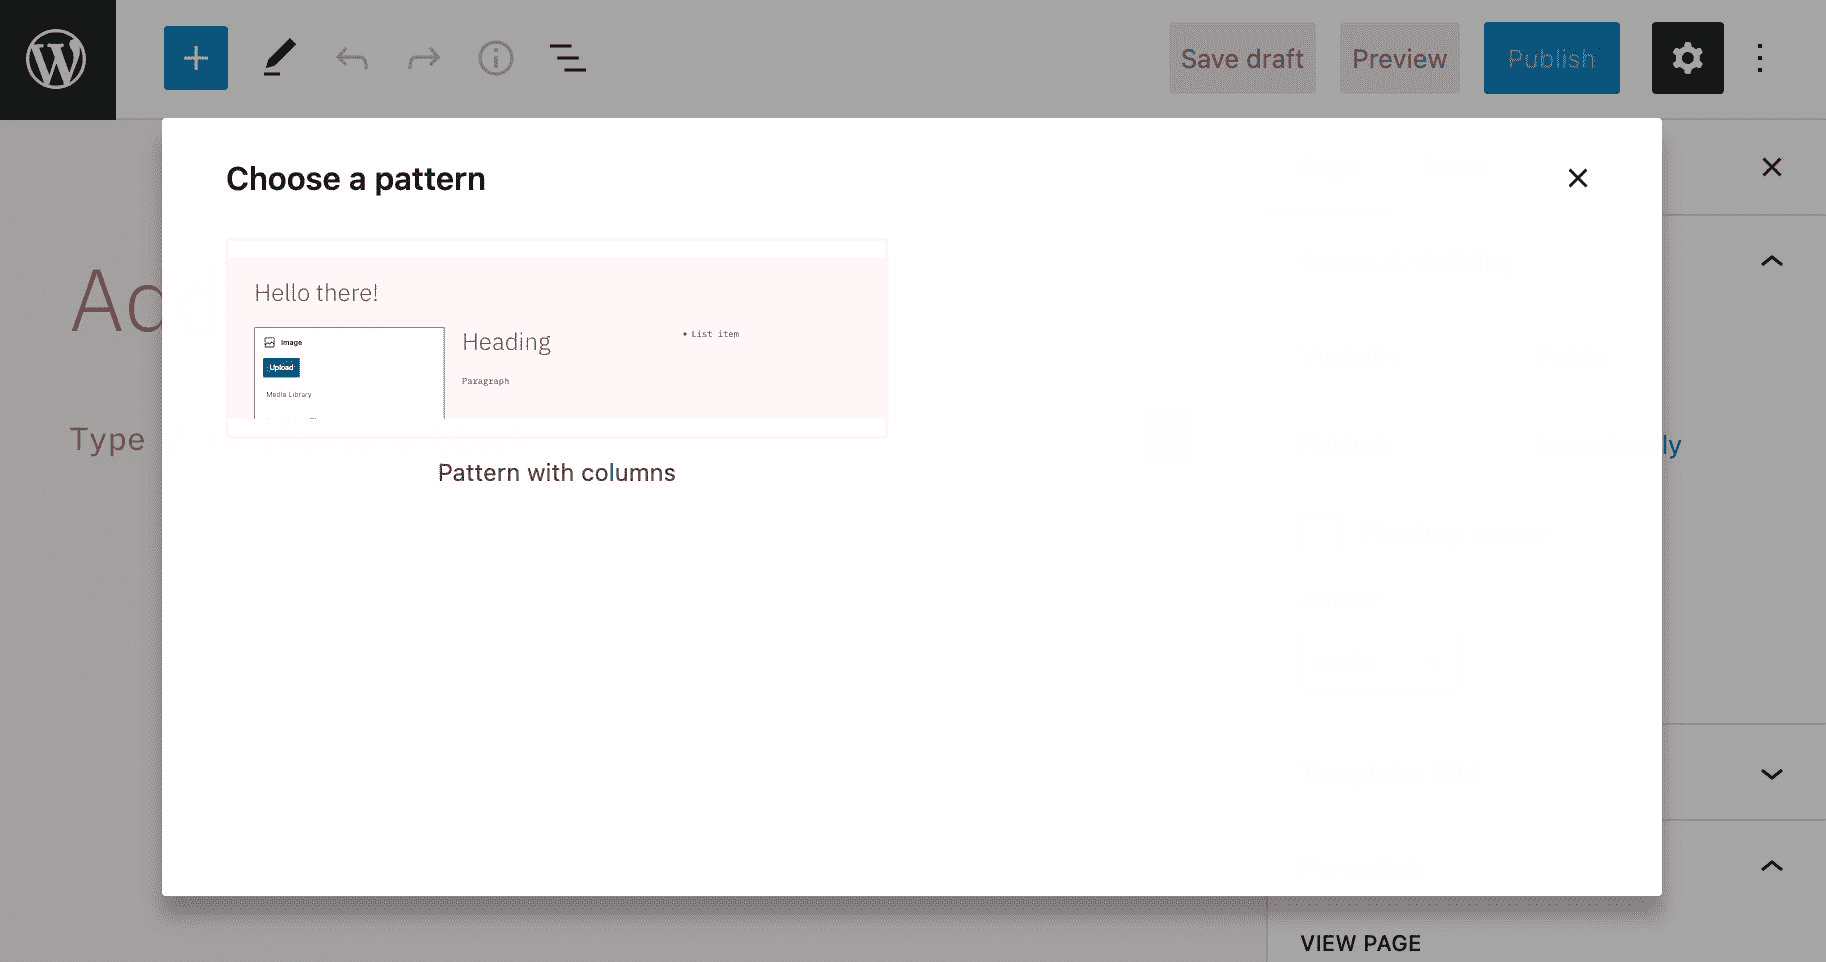 Save draft
Preview
Publish
Choose a pattern
Hello there!
Image
Upload
Media Library
Heading
Paragraph
• List item
Pattern with columns
Type
ly
VIEW PAGE